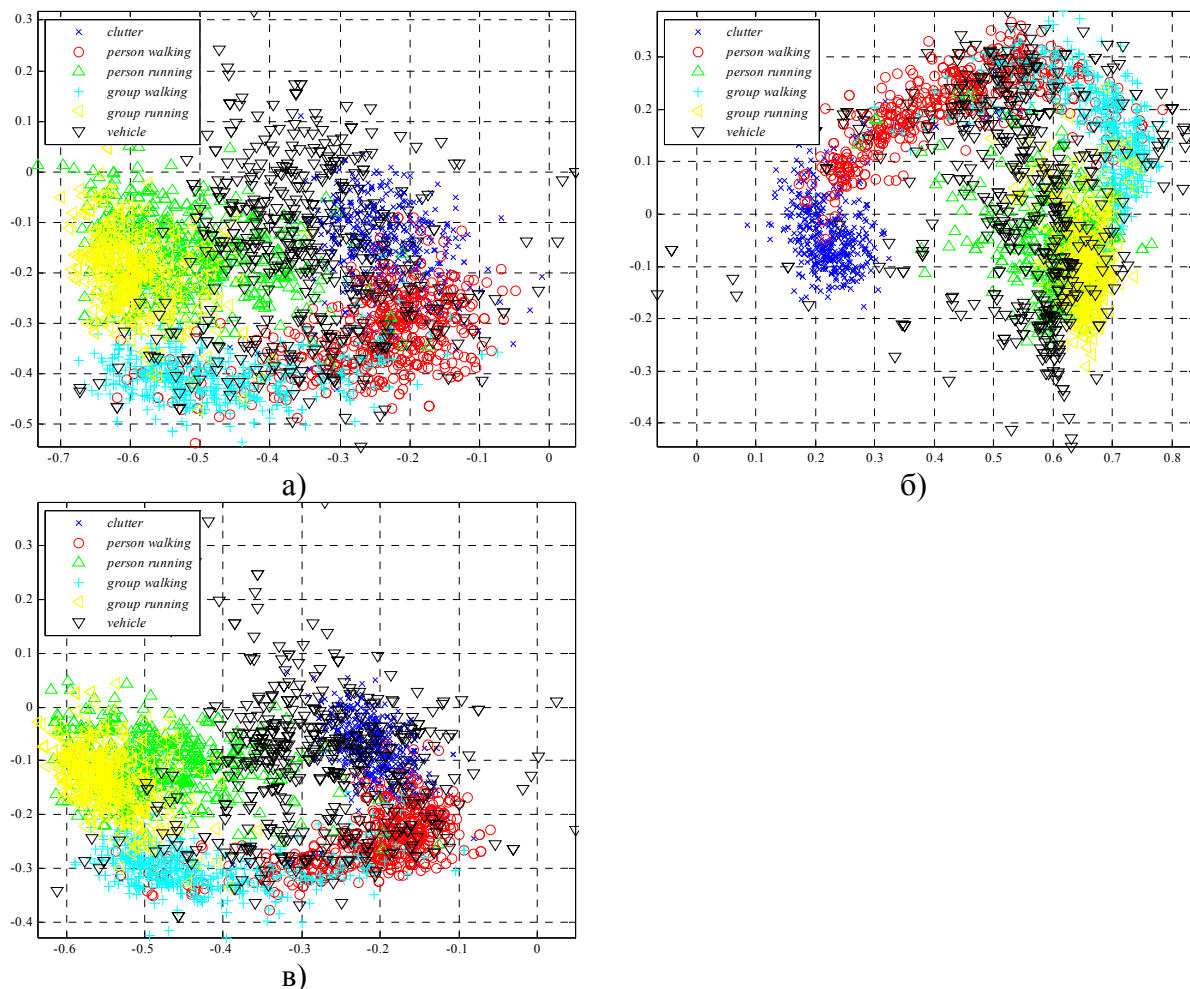 0.3
0.2
0.1
0
-0.1
-0.2
-0.3
-0.4
-0.5
-0.7
-0.6
-0.5
-0.4
-0.3
-0.2
-0.1
0
clutter
person walking
person running
group walking
group running
vehicle
а)
0.3
0.2
0.1
0
-0.1
-0.2
-0.3
-0.4
0
0.1
0.2
0.3
0.4
0.5
0.6
0.7
0.8
clutter
person walking
person running
group walking
group running
vehicle
б)
0.3
0.2
0.1
0
-0.1
-0.2
-0.3
-0.4
-0.6
-0.5
-0.4
-0.3
-0.2
-0.1
0
clutter
person walking
person running
group walking
group running
vehicle
в)